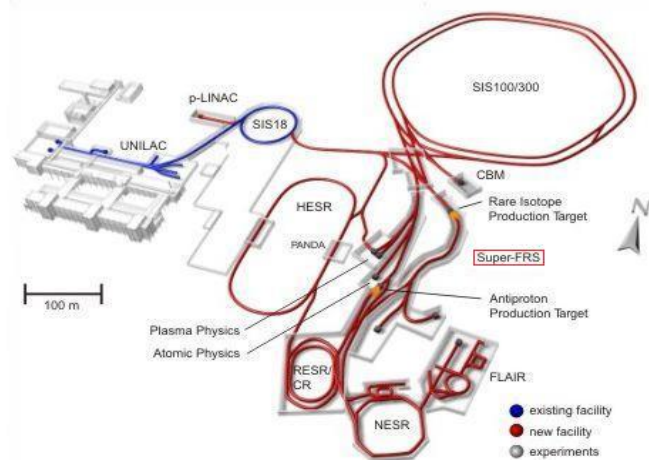 SIS100/300
p-LINAC
SIS18
UNILAC
CBM
HESR
Rare Isotope
Production Target
N
PANDA
Super-FRS
100 m
Antiproton
Production Target
Plasma Physics
Atomic Physics
RESR/
CR
FLAIR
NESR
existing facility
new facility
experiments